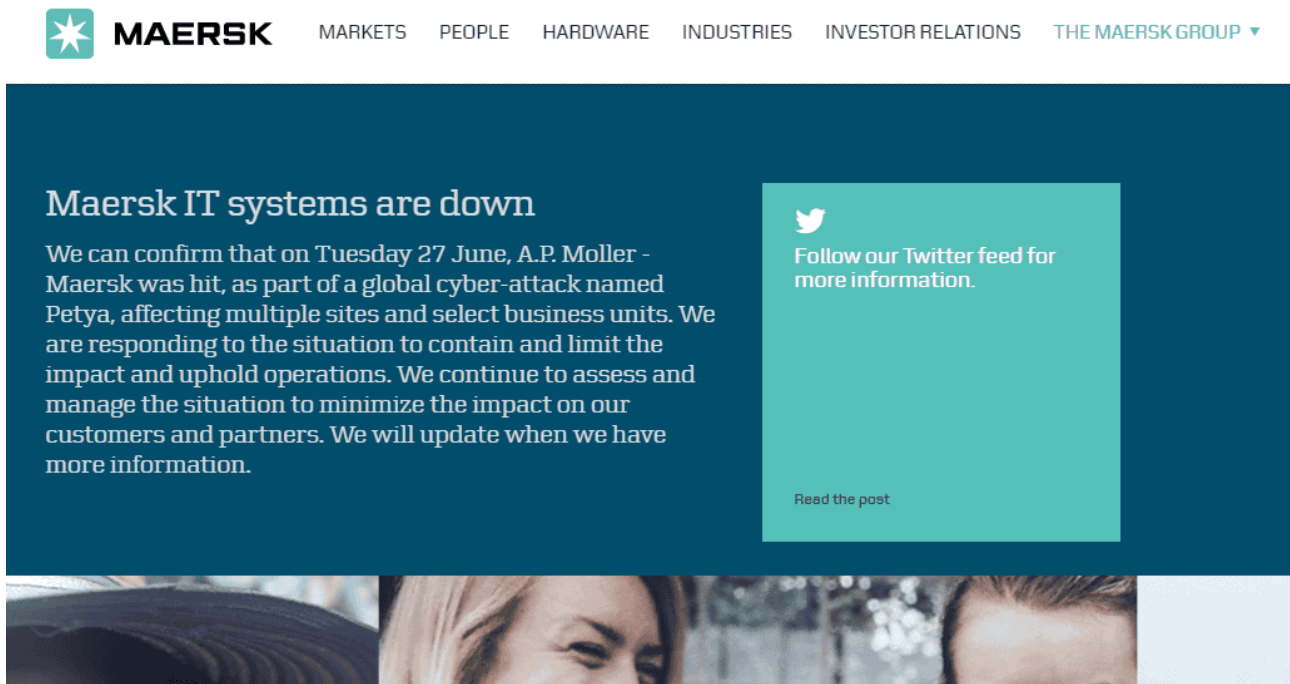 MAERSK
MARKETS
PEOPLE
HARDWARE
INDUSTRIES
INVESTOR RELATIONS
THE MAERSK GROUP
Maersk IT systems are down
We can confirm that on Tuesday 27 June, A.P. Moller -
Maersk was hit, as part of a global cyber-attack named
Petya, affecting multiple sites and select business units. We
are responding to the situation to contain and limit the
impact and uphold operations. We continue to assess and
manage the situation to minimize the impact on our
customers and partners. We will update when we have
more information.
Follow our Twitter feed for
more information.
Read the post